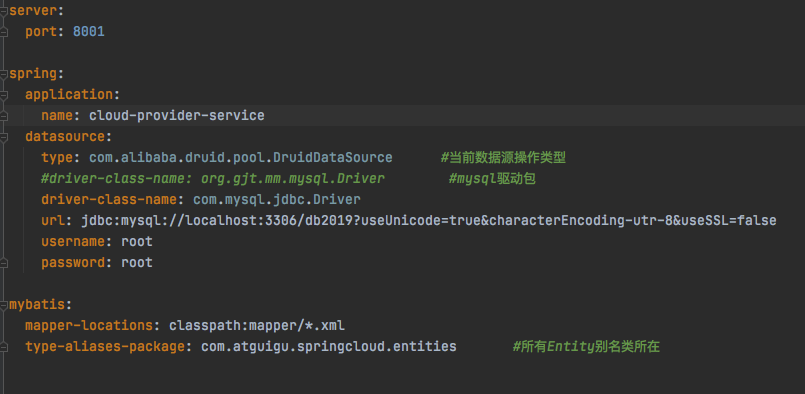 server:
  port: 8001
spring:
  application:
    name: cloud-provider-service
  datasource:
    type: com.alibaba.druid.pool.DruidDataSource      #当前数据源操作类型
    #driver-class-name: org.gjt.mm.mysql.Driver        #mysql驱动包
    driver-class-name: com.mysql.jdbc.Driver
    url: jdbc:mysql://localhost:3306/db2019?useUnicode=true&characterEncoding-utr-8&useSSL=false
    username: root
    password: root
mybatis:
  mapper-locations: classpath:mapper/*.xml
  type-aliases-package: com.atguigu.springcloud.entities       #所有Entity别名类所在